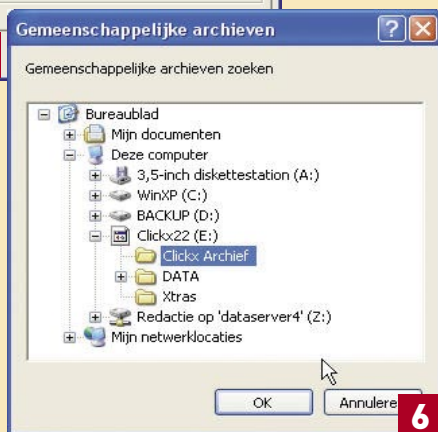 Gemeenschappelijke archieven
Gemeenschappelijke archieven zoeken
Bureaublad
Mijn documenten
Deze computer
3,5-inch diskettestation (A:)
WinXP (C:)
BACKUP (D:)
Clickx22 (E:)
Clickx Archief
DATA
Xtras
Redactie op 'dataserver4' (Z:)
Mijn netwerklocaties
OK Annulere
6